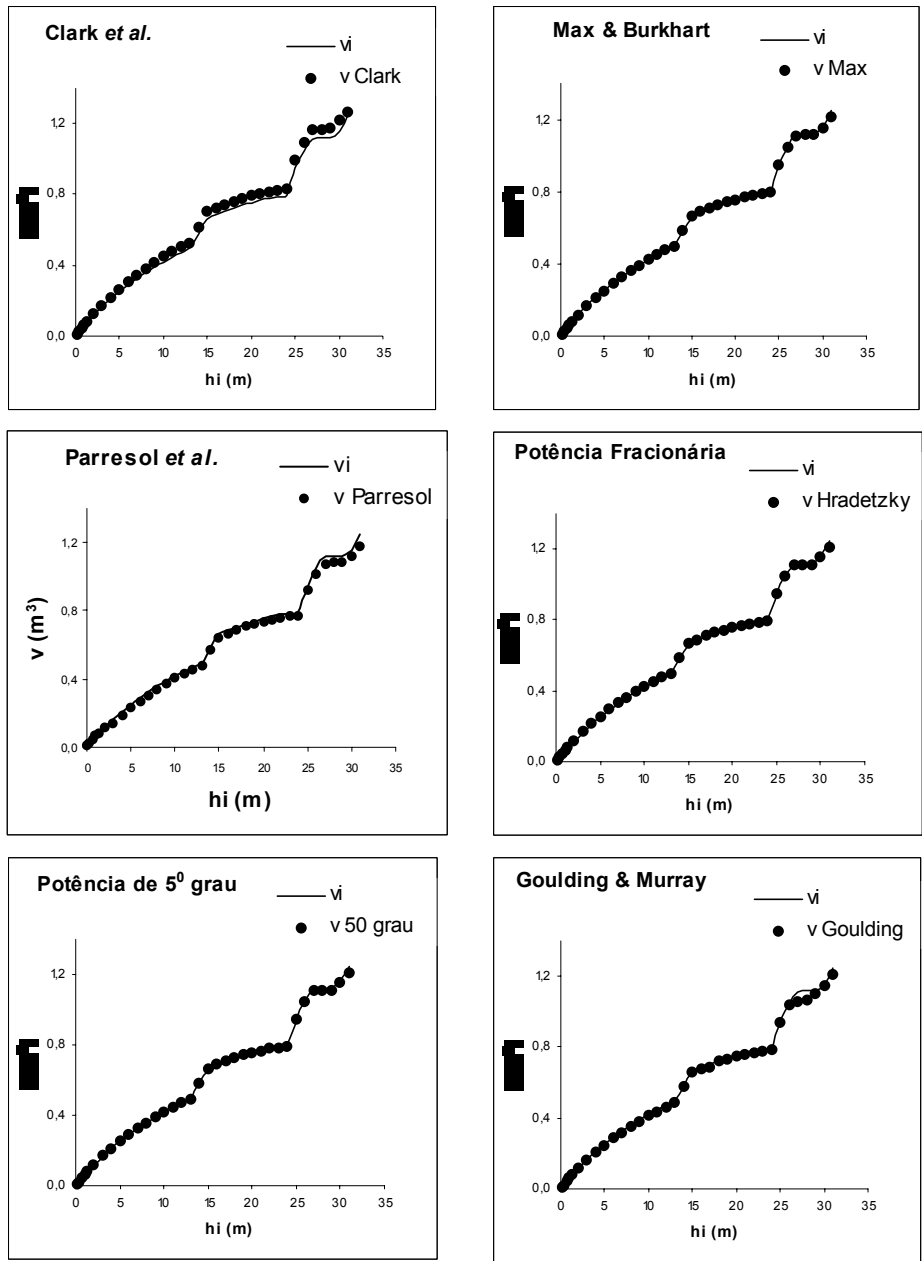 Clark et al.
vi
v Clark
1,2
0,8
0,4
0,0
0 5 10 15 20 25 30 35
hi (m)
Max & Burkhart
vi
v Max
1,2
0,8
0,4
0,0
0 5 10 15 20 25 30 35
hi (m)
Parresol et al.
vi
v Parresol
1,2
0,8
0,4
0,0
v (m³)
0 5 10 15 20 25 30 35
hi (m)
Potência Fracionária
vi
v Hradetzky
1,2
0,8
0,4
0,0
0 5 10 15 20 25 30 35
hi (m)
Potência de 5⁰ grau
vi
v 50 grau
1,2
0,8
0,4
0,0
0 5 10 15 20 25 30 35
hi (m)
Goulding & Murray
vi
v Goulding
1,2
0,8
0,4
0,0
0 5 10 15 20 25 30 35
hi (m)